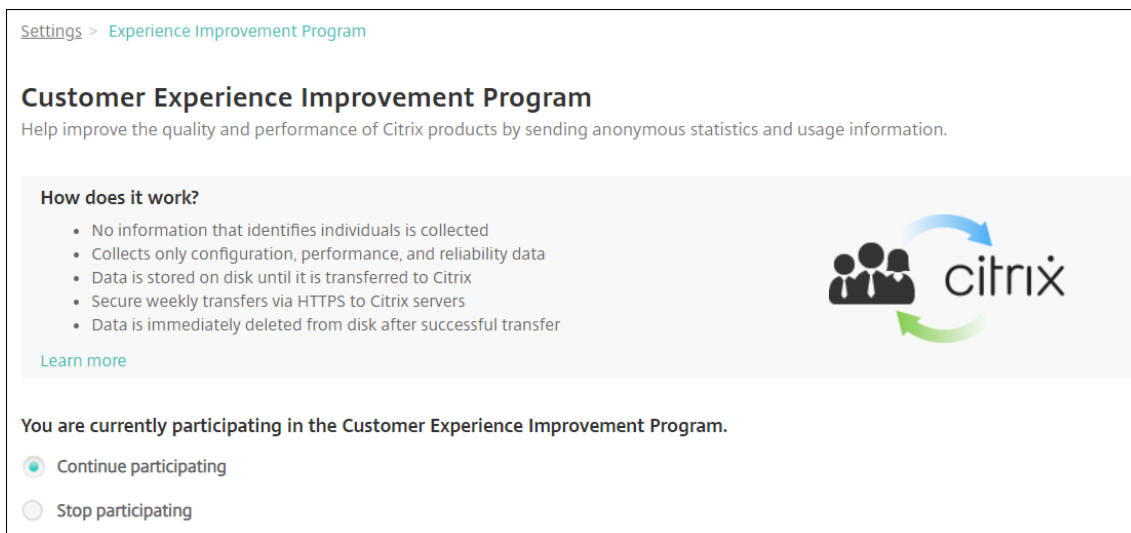 Settings > Experience Improvement Program
Customer Experience Improvement Program
Help improve the quality and performance of Citrix products by sending anonymous statistics and usage information.
How does it work?
• No information that identifies individuals is collected
• Collects only configuration, performance, and reliability data
• Data is stored on disk until it is transferred to Citrix
• Secure weekly transfers via HTTPS to Citrix servers
• Data is immediately deleted from disk after successful transfer
citrix
Learn more
You are currently participating in the Customer Experience Improvement Program.
Continue participating
Stop participating